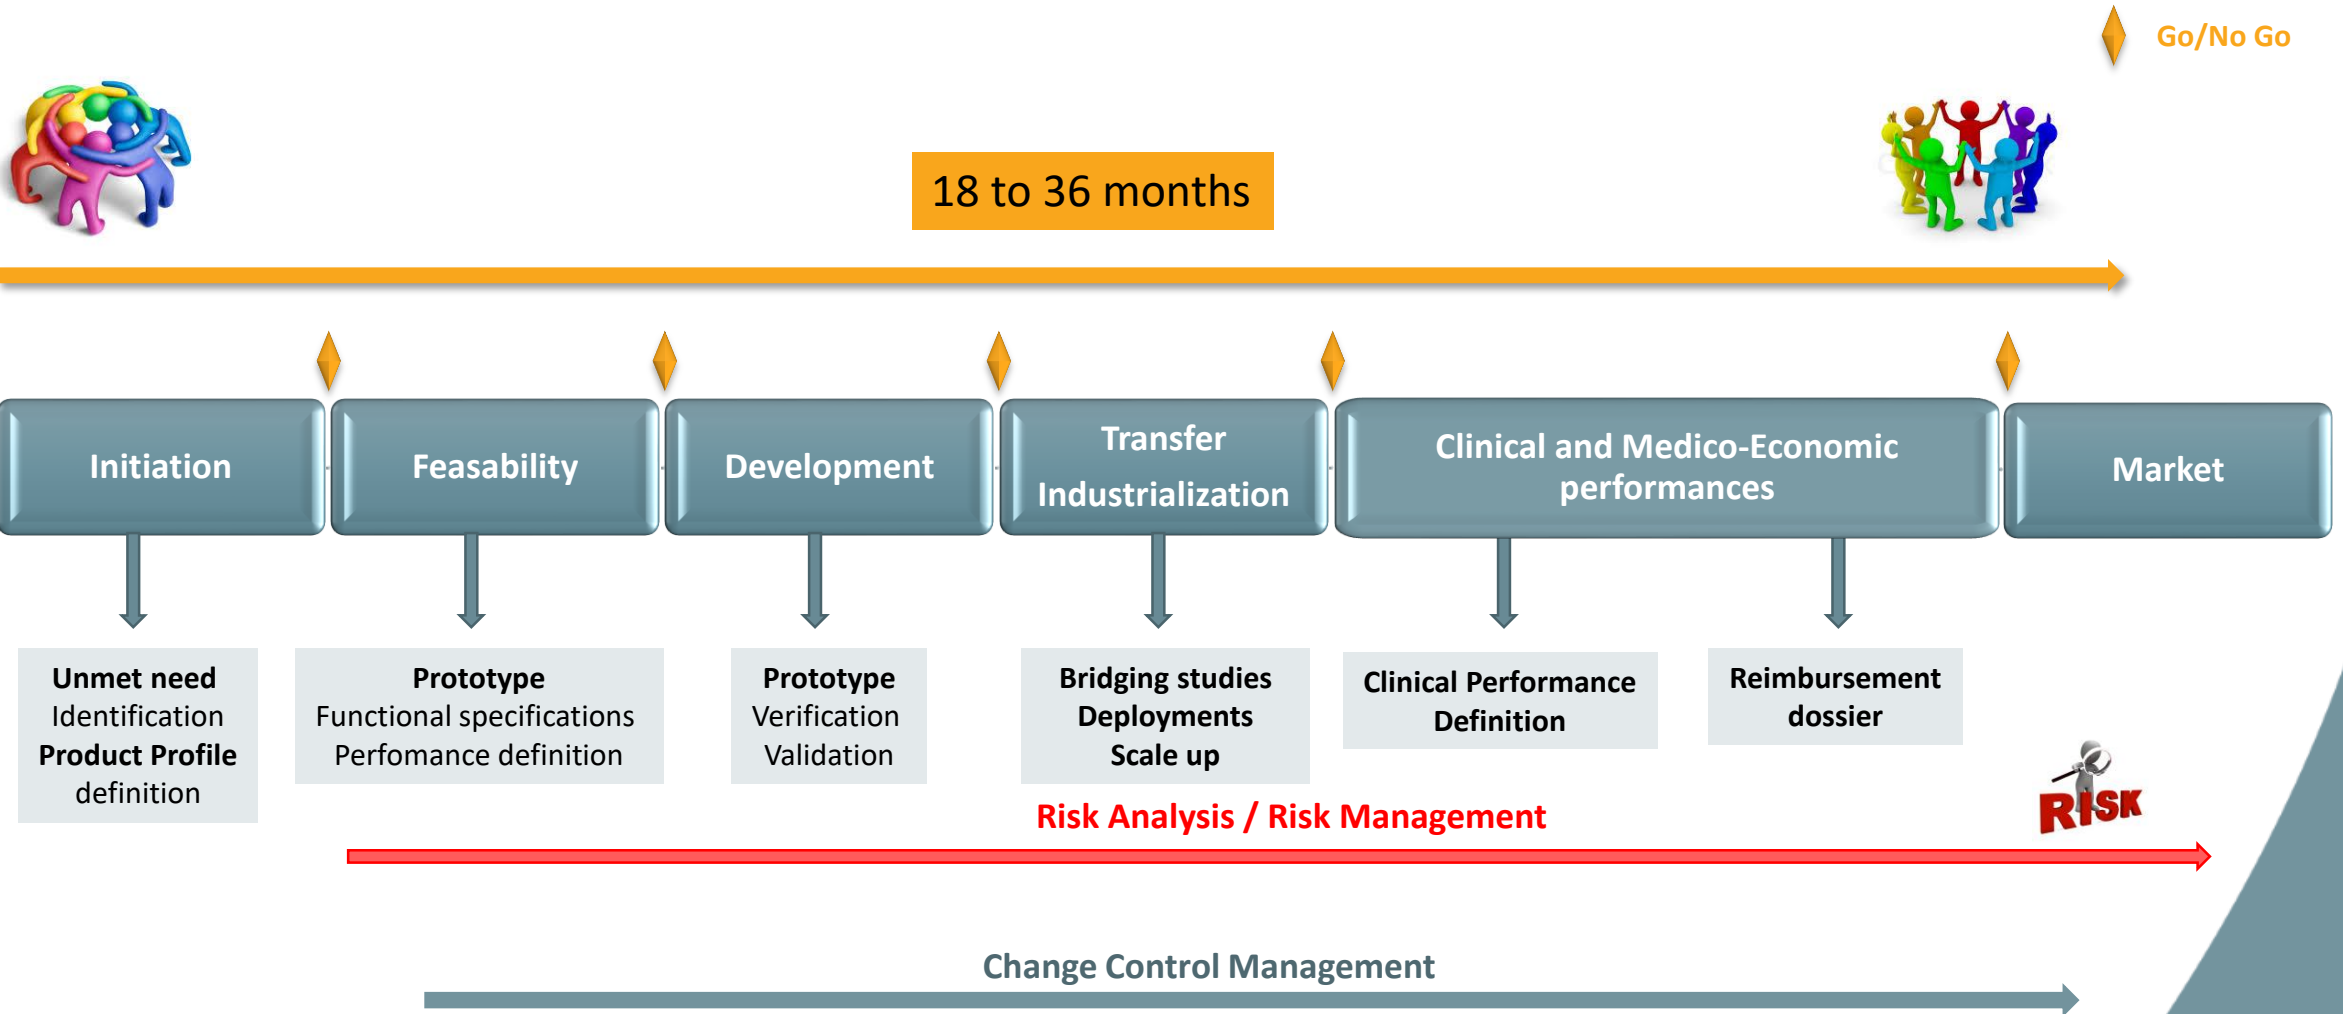 Go/No Go
18 to 36 months
Initiation
Feasability
Development
Transfer
Industrialization
Clinical and Medico-Economic
performances
Market
Unmet need
Identification
Product Profile
definition
Prototype
Functional specifications
Perfomance definition
Prototype
Verification
Validation
Bridging studies
Deployments
Scale up
Clinical Performance
Definition
Reimbursement
dossier
RISK
Risk Analysis / Risk Management
Change Control Management